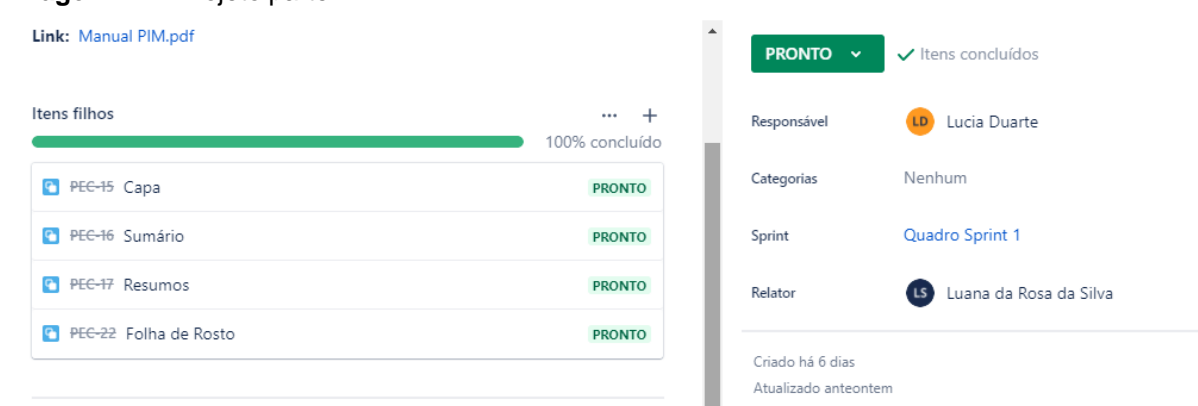 Link: Manual PIM.pdf
Itens filhos
100% concluído
PEC-15 Capa PRONTO
PEC-16 Sumário PRONTO
PEC-17 Resumos PRONTO
PEC-22 Folha de Rosto PRONTO
PRONTO
Itens concluídos
Responsável LD Lucia Duarte
Categorias Nenhum
Sprint Quadro Sprint 1
Relator LS Luana da Rosa da Silva
Criado há 6 dias
Atualizado anteontem